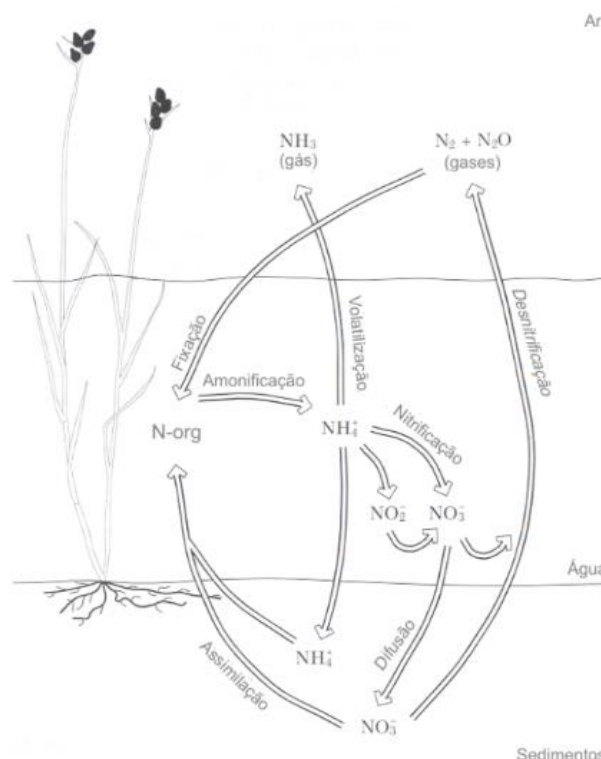 Ar
NH₃
(gás)
N₂ + N₂O
(gases)
Fixação
Volatilização
Desnitrificação
Amonificação
N-org
NH₄⁺
Nitrificação
NO₂⁻
NO₃⁻
Água
Difusão
NH₄⁺
Assimilação
NO₃⁻
Sedimentos